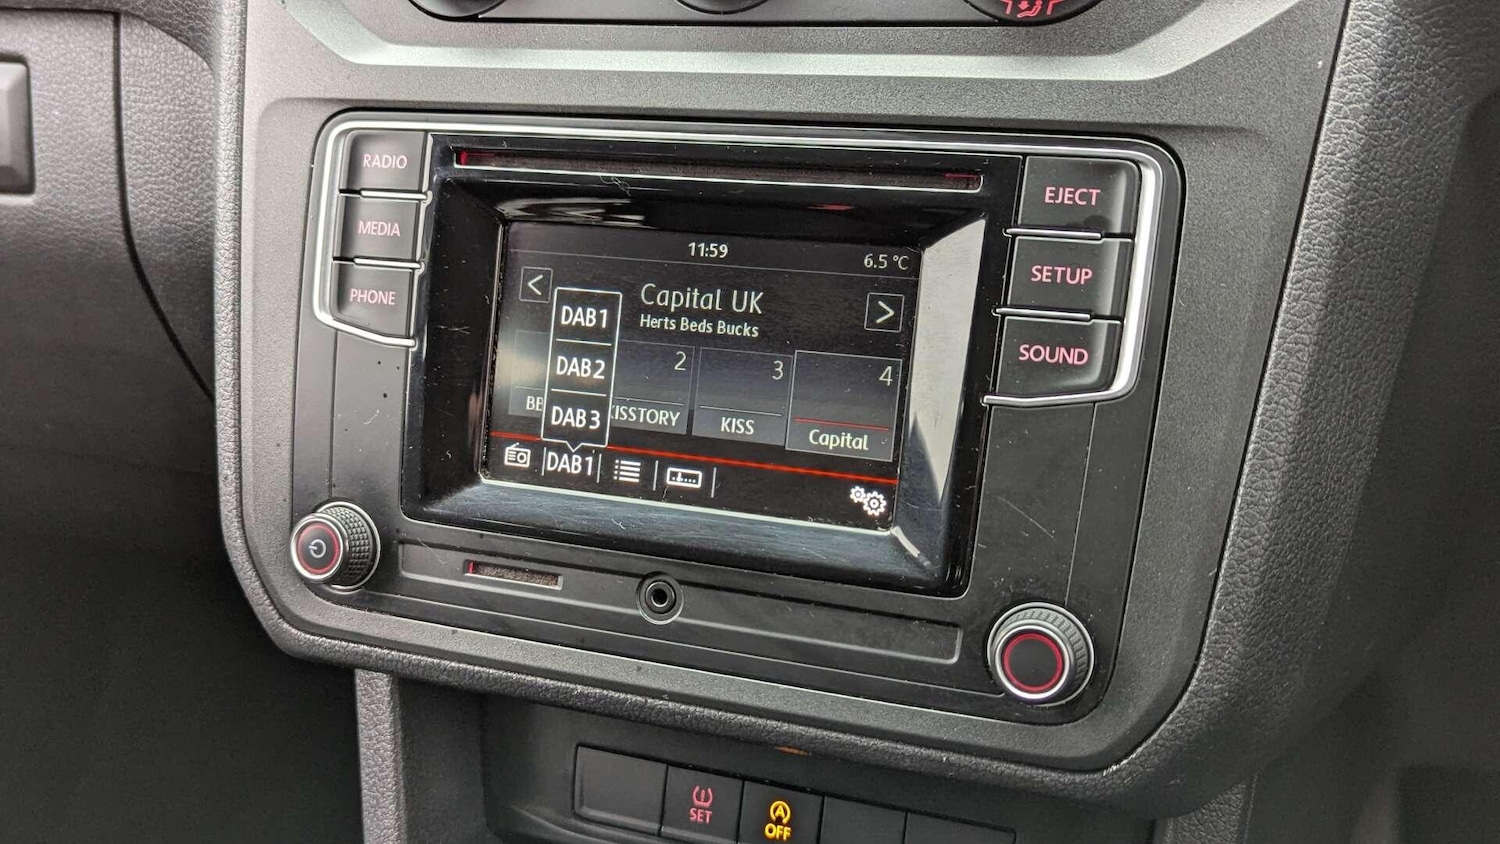 RADIO
MEDIA
PHONE
EJECT
SETUP
SOUND
11:59
6.5 °C
<
Capital UK
>
Herts Beds Bucks
DAB1
DAB2
DAB3
2
3
4
KISS
Capital
DAB1
SET
A
OFF